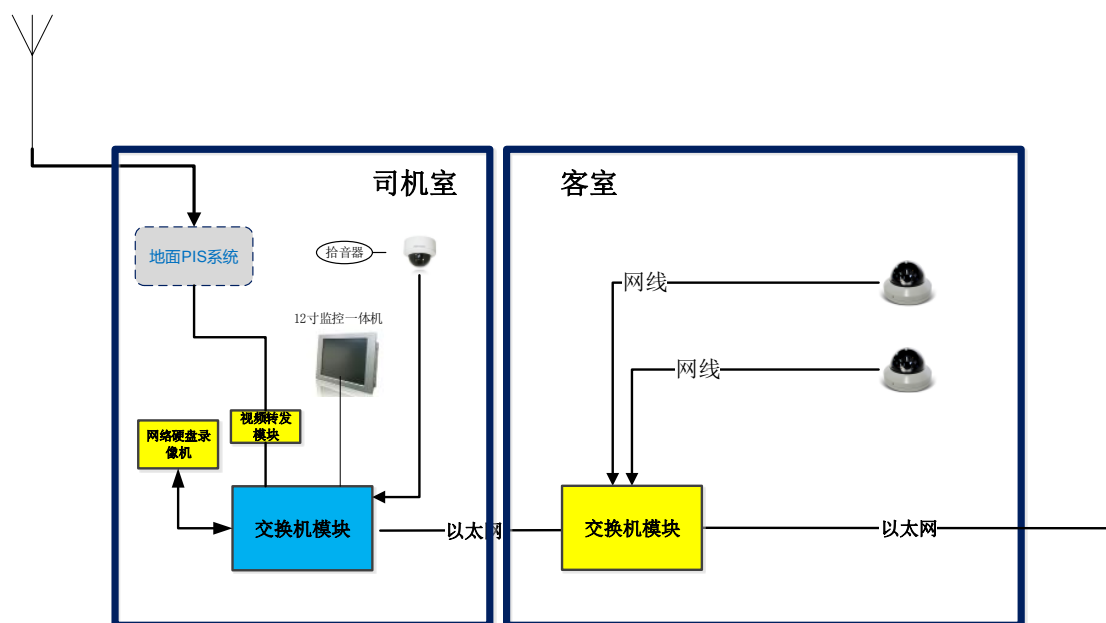 司机室
客室
地面PIS系统
拾音器
网线
12寸监控一体机
网线
视频转发
模块
网络硬盘录
像机
交换机模块
以太网
交换机模块
以太网